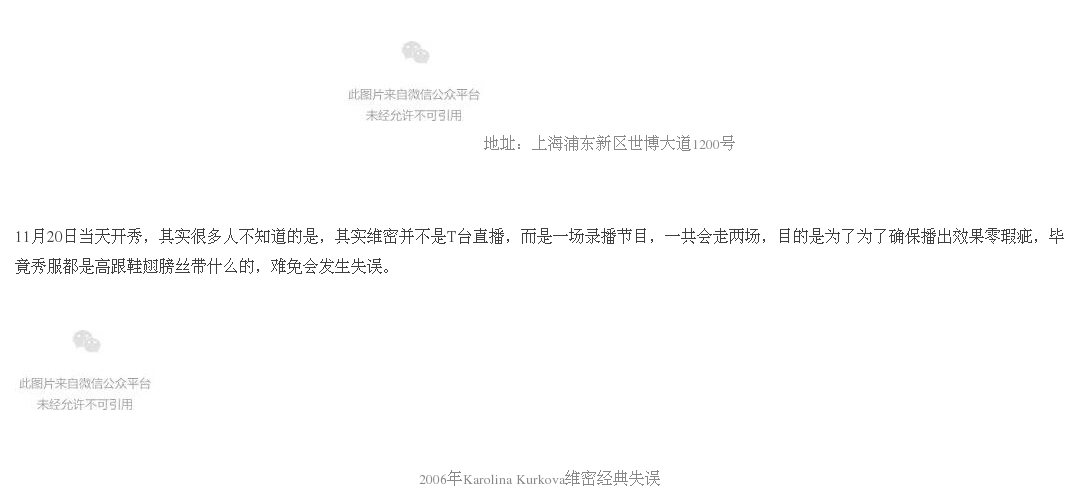 此图片来自微信公众平台
未经允许不可引用
地址：上海浦东新区世博大道1200号
11月20日当天开秀，其实很多人不知道的是，其实维密并不是T台直播，而是一场录播节目，一共会走两场，目的是为了为了确保播出效果零瑕疵，毕
竟秀服都是高跟鞋翅膀丝带什么的，难免会发生失误。
此图片来自微信公众平台
未经允许不可引用
2006年Karolina Kurkova维密经典失误